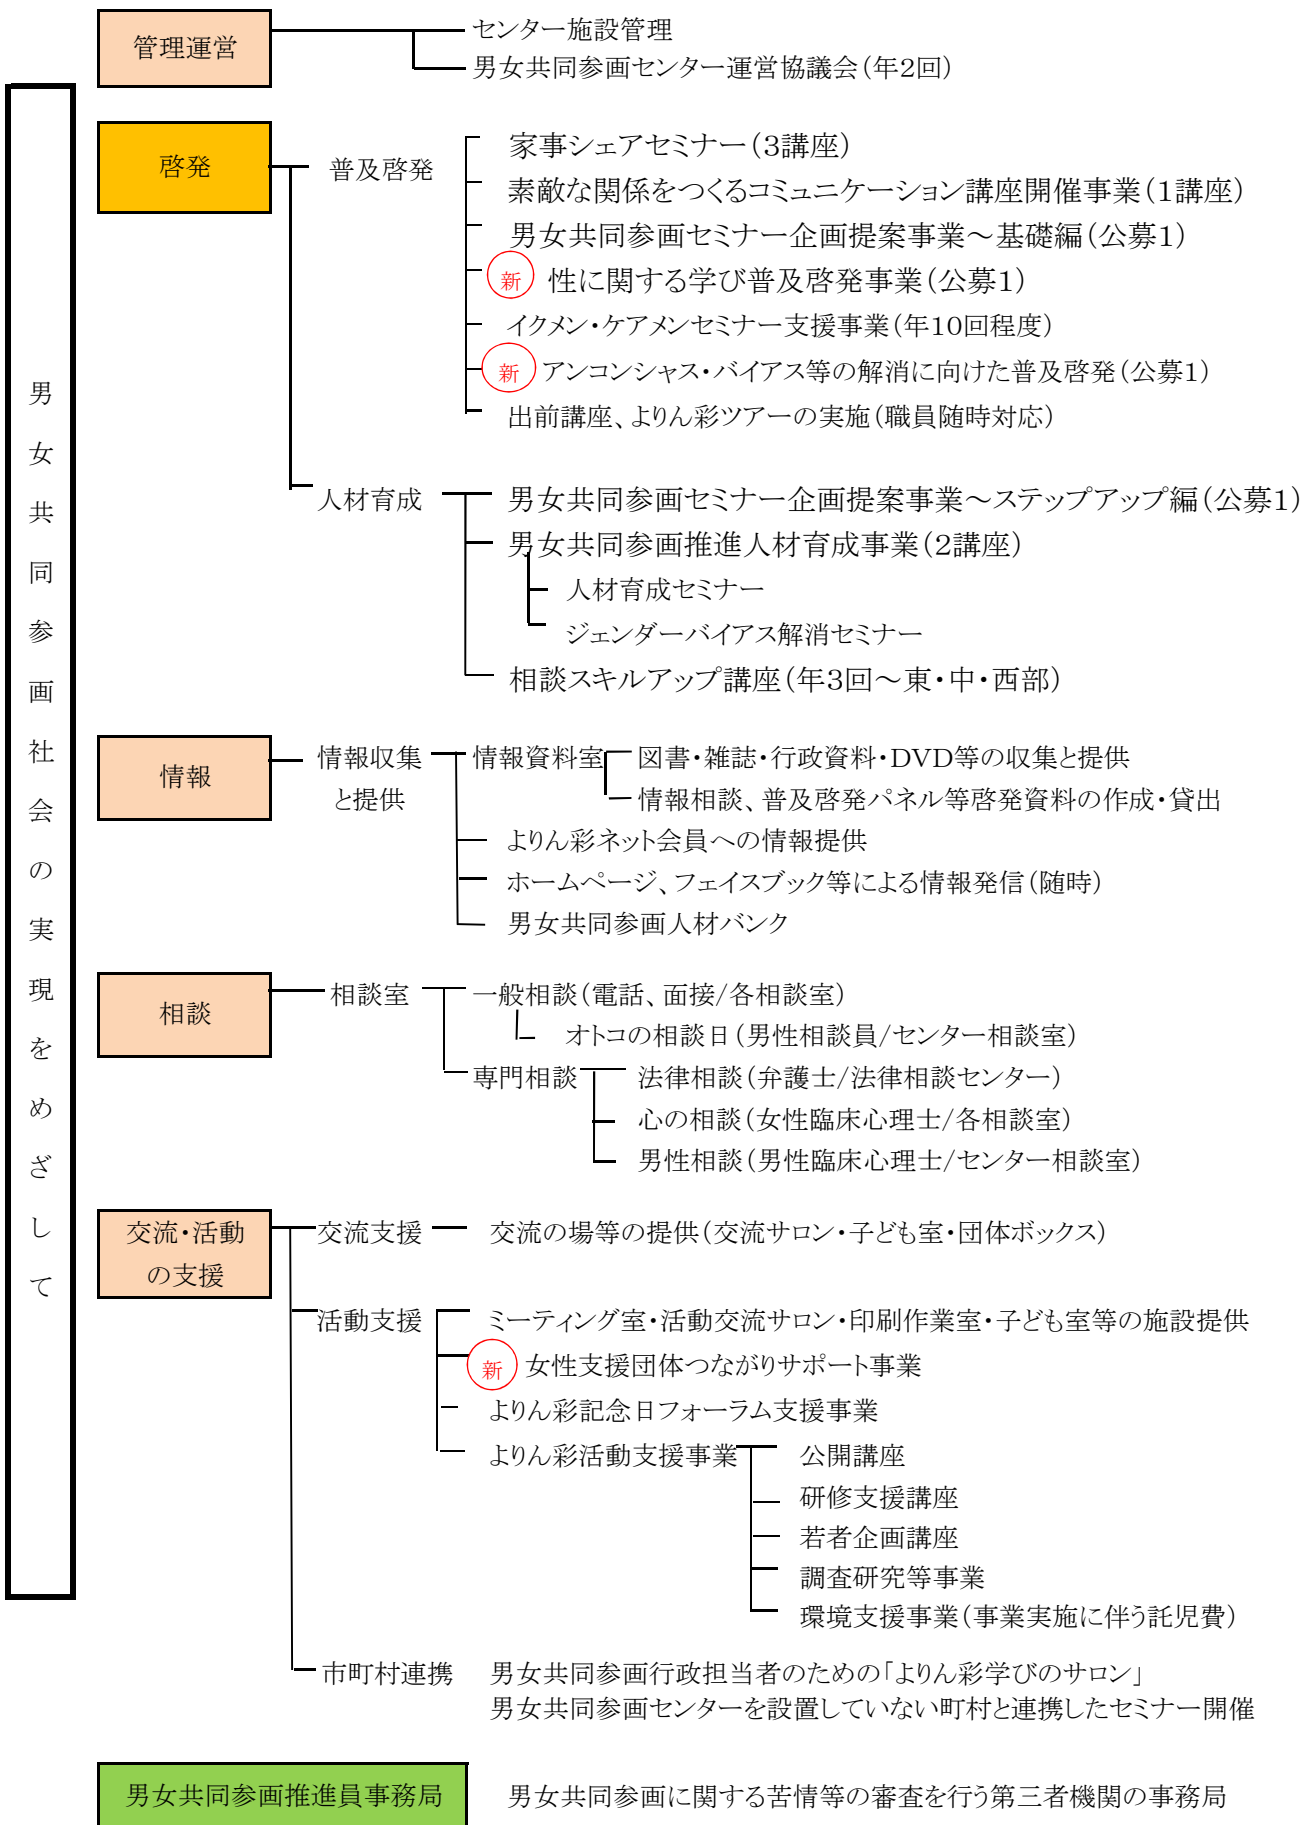 男女共同参画社会の実現をめざして
管理運営
センター施設管理
男女共同参画センター運営協議会（年2回）
啓発
普及啓発
家事シェアセミナー（3講座）
素敵な関係をつくるコミュニケーション講座開催事業（1講座）
男女共同参画セミナー企画提案事業～基礎編（公募1）
新 性に関する学び普及啓発事業（公募1）
イクメン・ケアメンセミナー支援事業（年10回程度）
新 アンコンシャス・バイアス等の解消に向けた普及啓発（公募1）
出前講座、よりん彩ツアーの実施（職員随時対応）
人材育成
男女共同参画セミナー企画提案事業～ステップアップ編（公募1）
男女共同参画推進人材育成事業（2講座）
人材育成セミナー
ジェンダーバイアス解消セミナー
相談スキルアップ講座（年3回～東・中・西部）
情報
情報収集
と提供
情報資料室
図書・雑誌・行政資料・DVD等の収集と提供
情報相談、普及啓発パネル等啓発資料の作成・貸出
よりん彩ネット会員への情報提供
ホームページ、フェイスブック等による情報発信（随時）
男女共同参画人材バンク
相談
相談室
一般相談（電話、面接/各相談室）
オトコの相談日（男性相談員/センター相談室）
専門相談
法律相談（弁護士/法律相談センター）
心の相談（女性臨床心理士/各相談室）
男性相談（男性臨床心理士/センター相談室）
交流・活動
の支援
交流支援
交流の場等の提供（交流サロン・子ども室・団体ボックス）
活動支援
ミーティング室・活動交流サロン・印刷作業室・子ども室等の施設提供
新 女性支援団体つながりサポート事業
よりん彩記念日フォーラム支援事業
よりん彩活動支援事業
公開講座
研修支援講座
若者企画講座
調査研究等事業
環境支援事業（事業実施に伴う託児費）
市町村連携
男女共同参画行政担当者のための「よりん彩学びのサロン」
男女共同参画センターを設置していない町村と連携したセミナー開催
男女共同参画推進員事務局
男女共同参画に関する苦情等の審査を行う第三者機関の事務局